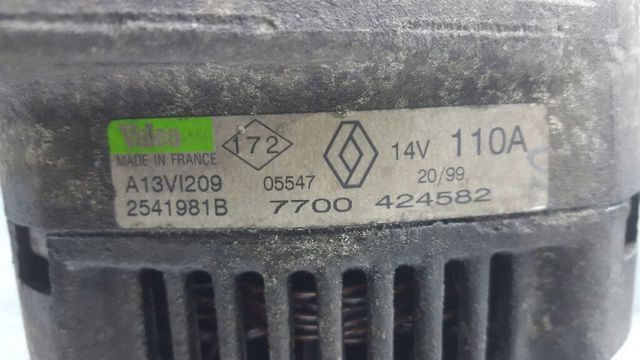 Valeo
MADE IN FRANCE
172
14V 110A
A13VI209 05547 20/99
2541981B 7700 424582